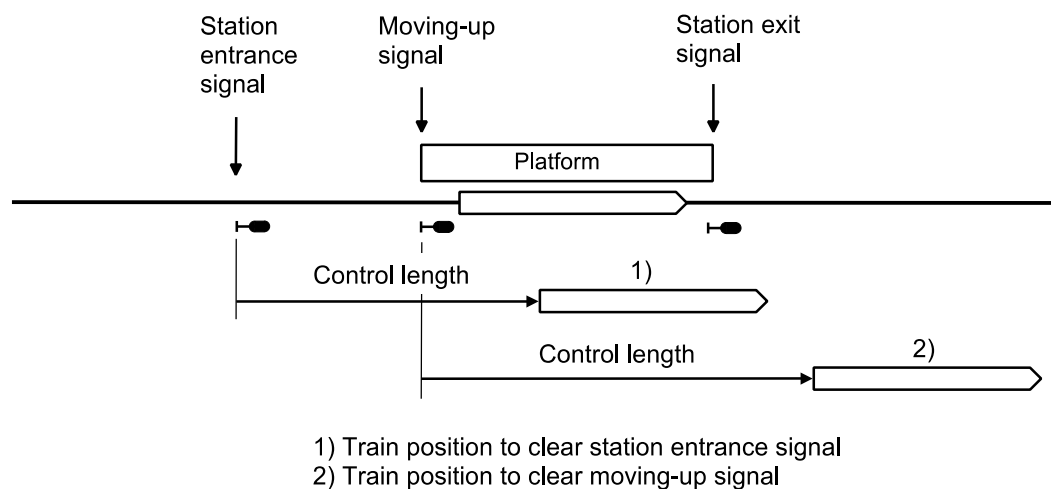 Station
entrance
signal
Moving-up
signal
Station exit
signal
Platform
Control length
1)
Control length
2)
1) Train position to clear station entrance signal
2) Train position to clear moving-up signal